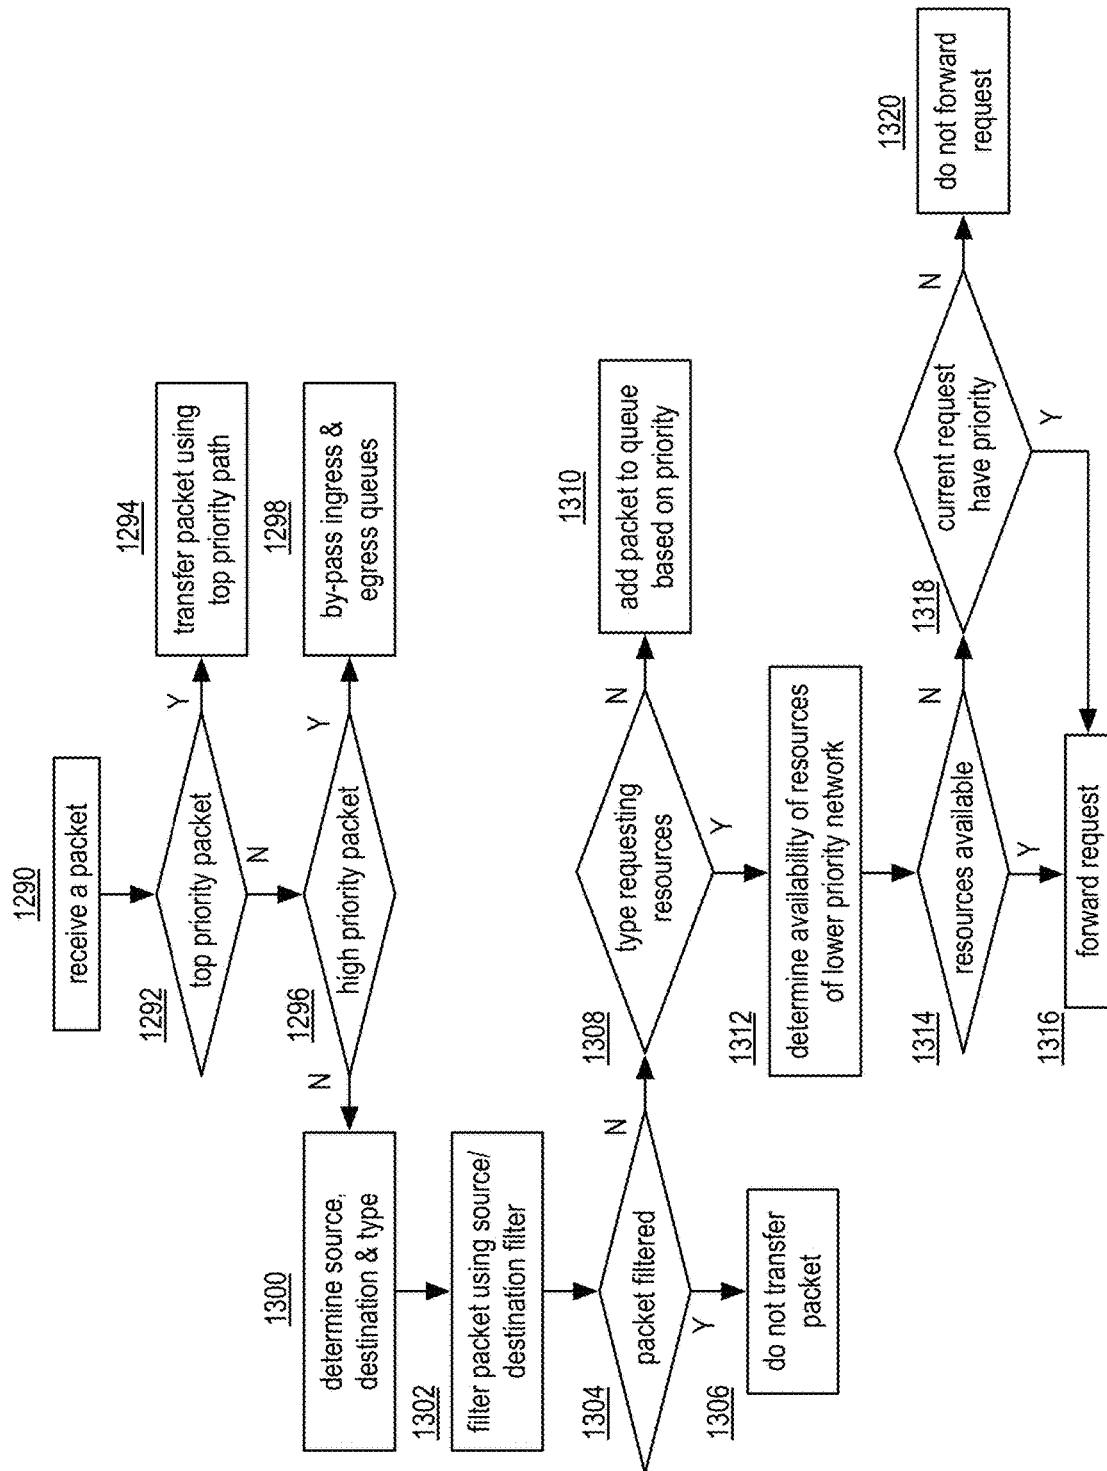 1290
receive a packet
1292
top priority packet
Y
N
1294
transfer packet using
top priority path
1296
high priority packet
Y
N
1298
by-pass ingress &
egress queues
1300
determine source,
destination & type
1302
filter packet using source/
destination filter
1304
packet filtered
N
Y
1306
do not transfer
packet
1308
type requesting
resources
N
Y
1310
add packet to queue
based on priority
1312
determine availability of resources
of lower priority network
1314
resources available
N
Y
1316
forward request
1318
current request
have priority
N
Y
1320
do not forward
request